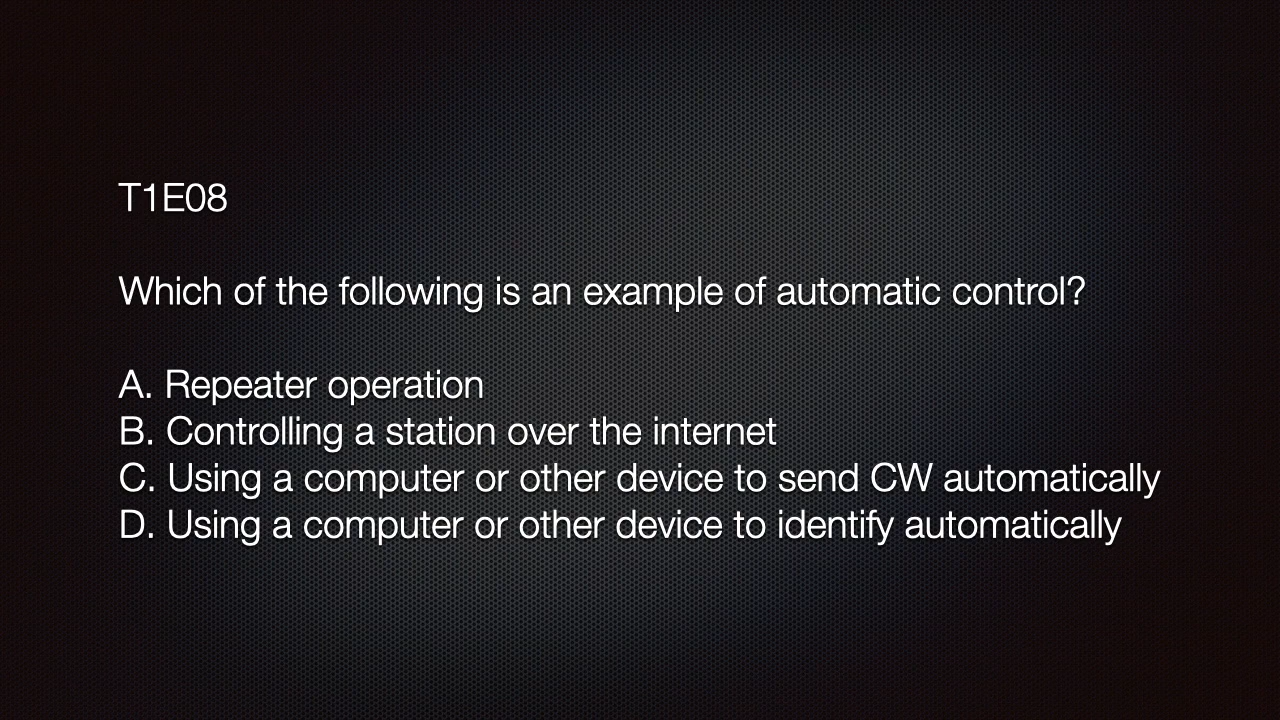 T1E08
Which of the following is an example of automatic control?
A. Repeater operation
B. Controlling a station over the internet
C. Using a computer or other device to send CW automatically
D. Using a computer or other device to identify automatically